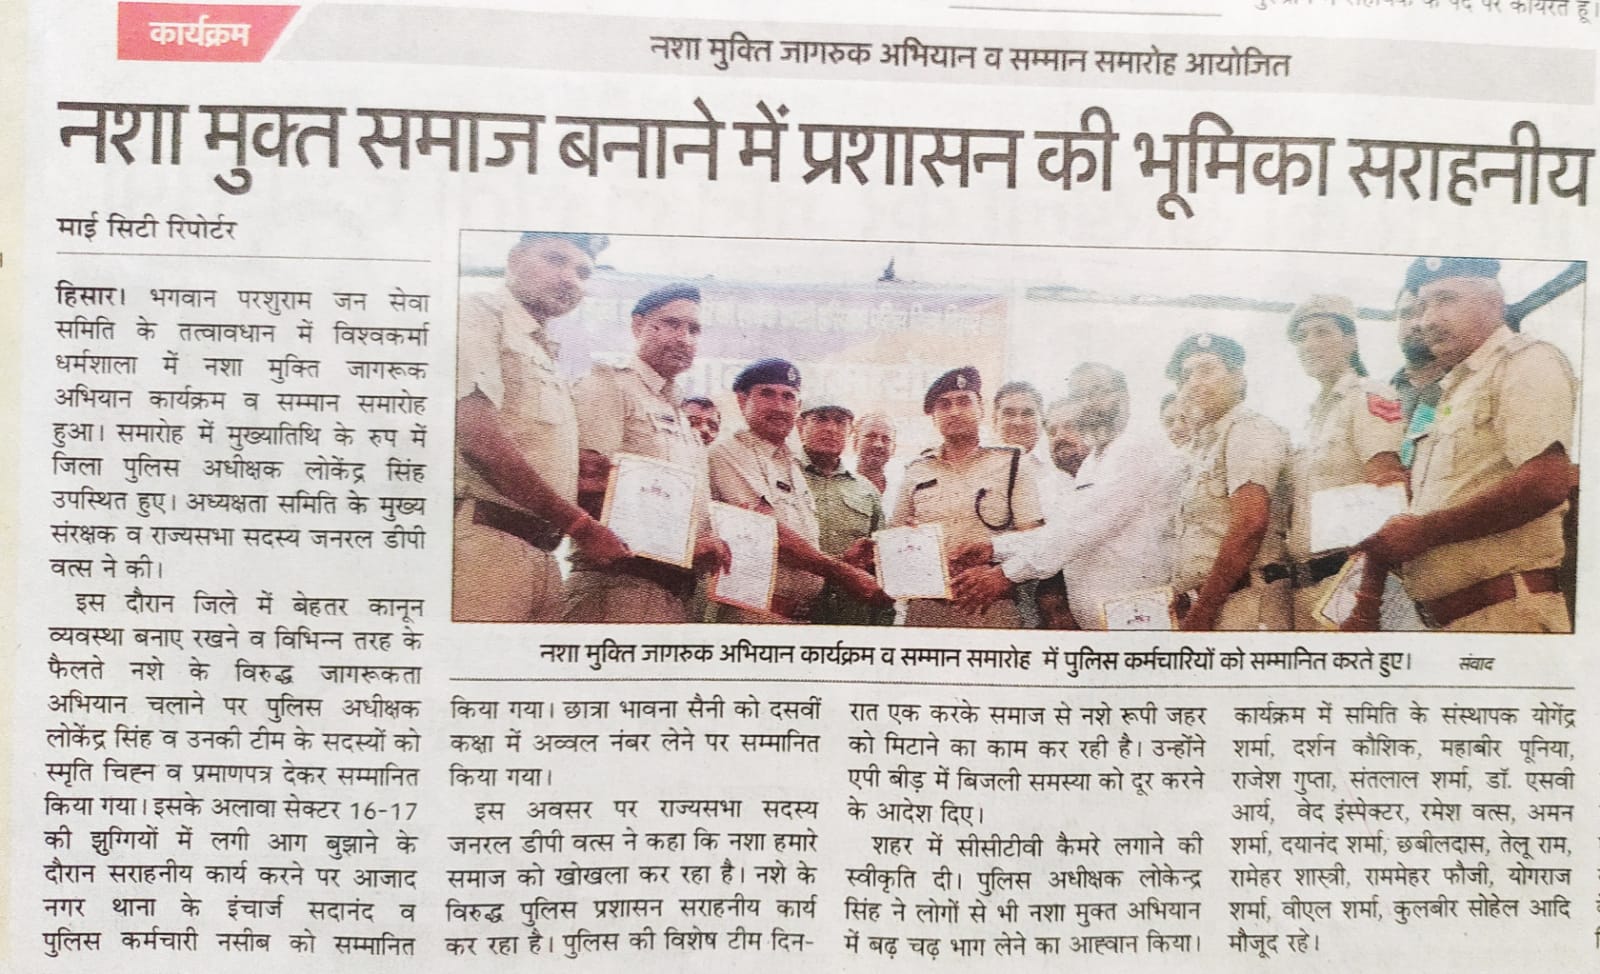 कार्यक्रम
नशा मुक्ति जागरुक अभियान व सम्मान समारोह आयोजित
नशा मुक्त समाज बनाने में प्रशासन की भूमिका सराहनीय
माई सिटी रिपोर्टर
हिसार। भगवान परशुराम जन सेवा
समिति के तत्वावधान में विश्वकर्मा
धर्मशाला में नशा मुक्ति जागरूक
अभियान कार्यक्रम व सम्मान समारोह
हुआ। समारोह में मुख्यातिथि के रुप में
जिला पुलिस अधीक्षक लोकेंद्र सिंह
उपस्थित हुए। अध्यक्षता समिति के मुख्य
संरक्षक व राज्यसभा सदस्य जनरल डीपी
वत्स ने की।
इस दौरान जिले में बेहतर कानून
व्यवस्था बनाए रखने व विभिन्न तरह के
फैलते नशे के विरुद्ध जागरूकता
अभियान चलाने पर पुलिस अधीक्षक
लोकेंद्र सिंह व उनकी टीम के सदस्यों को
स्मृति चिह्न व प्रमाणपत्र देकर सम्मानित
किया गया। इसके अलावा सेक्टर 16-17
की झुग्गियों में लगी आग बुझाने के
दौरान सराहनीय कार्य करने पर आजाद
नगर थाना के इंचार्ज सदानंद व
पुलिस कर्मचारी नसीब को सम्मानित
नशा मुक्ति जागरुक अभियान कार्यक्रम व सम्मान समारोह में पुलिस कर्मचारियों को सम्मानित करते हुए। संवाद
किया गया। छात्रा भावना सैनी को दसवीं
कक्षा में अव्वल नंबर लेने पर सम्मानित
किया गया।
इस अवसर पर राज्यसभा सदस्य
जनरल डीपी वत्स ने कहा कि नशा हमारे
समाज को खोखला कर रहा है। नशे के
विरुद्ध पुलिस प्रशासन सराहनीय कार्य
कर रहा है। पुलिस की विशेष टीम दिन-
रात एक करके समाज से नशे रूपी जहर
को मिटाने का काम कर रही है। उन्होंने
एपी बीड़ में बिजली समस्या को दूर करने
के आदेश दिए।
शहर में सीसीटीवी कैमरे लगाने की
स्वीकृति दी। पुलिस अधीक्षक लोकेन्द्र
सिंह ने लोगों से भी नशा मुक्त अभियान
में बढ़ चढ़ भाग लेने का आह्वान किया।
कार्यक्रम में समिति के संस्थापक योगेंद्र
शर्मा, दर्शन कौशिक, महाबीर पूनिया,
राजेश गुप्ता, संतलाल शर्मा, डॉ. एसवी
आर्य, वेद इंस्पेक्टर, रमेश वत्स, अमन
शर्मा, दयानंद शर्मा, छबीलदास, तेलू राम,
रामेहर शास्त्री, राममेहर फौजी, योगराज
शर्मा, वीएल शर्मा, कुलबीर सोहेल आदि
मौजूद रहे।